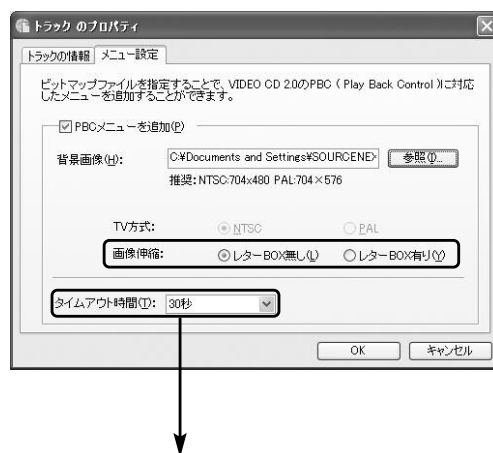 トラック のプロパティ
トラックの情報 メニュー設定
ビットマップファイルを指定することで、VIDEO CD 2.0のPBC ( Play Back Control )に対応
したメニューを追加することができます。
PBCメニューを追加(P)
背景画像(H): C:¥Documents and Settings¥SOURCENEX 参照(I)...
推奨: NTSC:704x480 PAL:704×576
TV方式: NTSC PAL
画像伸縮: レターBOX無し(L) レターBOX有り(Y)
タイムアウト時間(T): 30秒
OK キャンセル